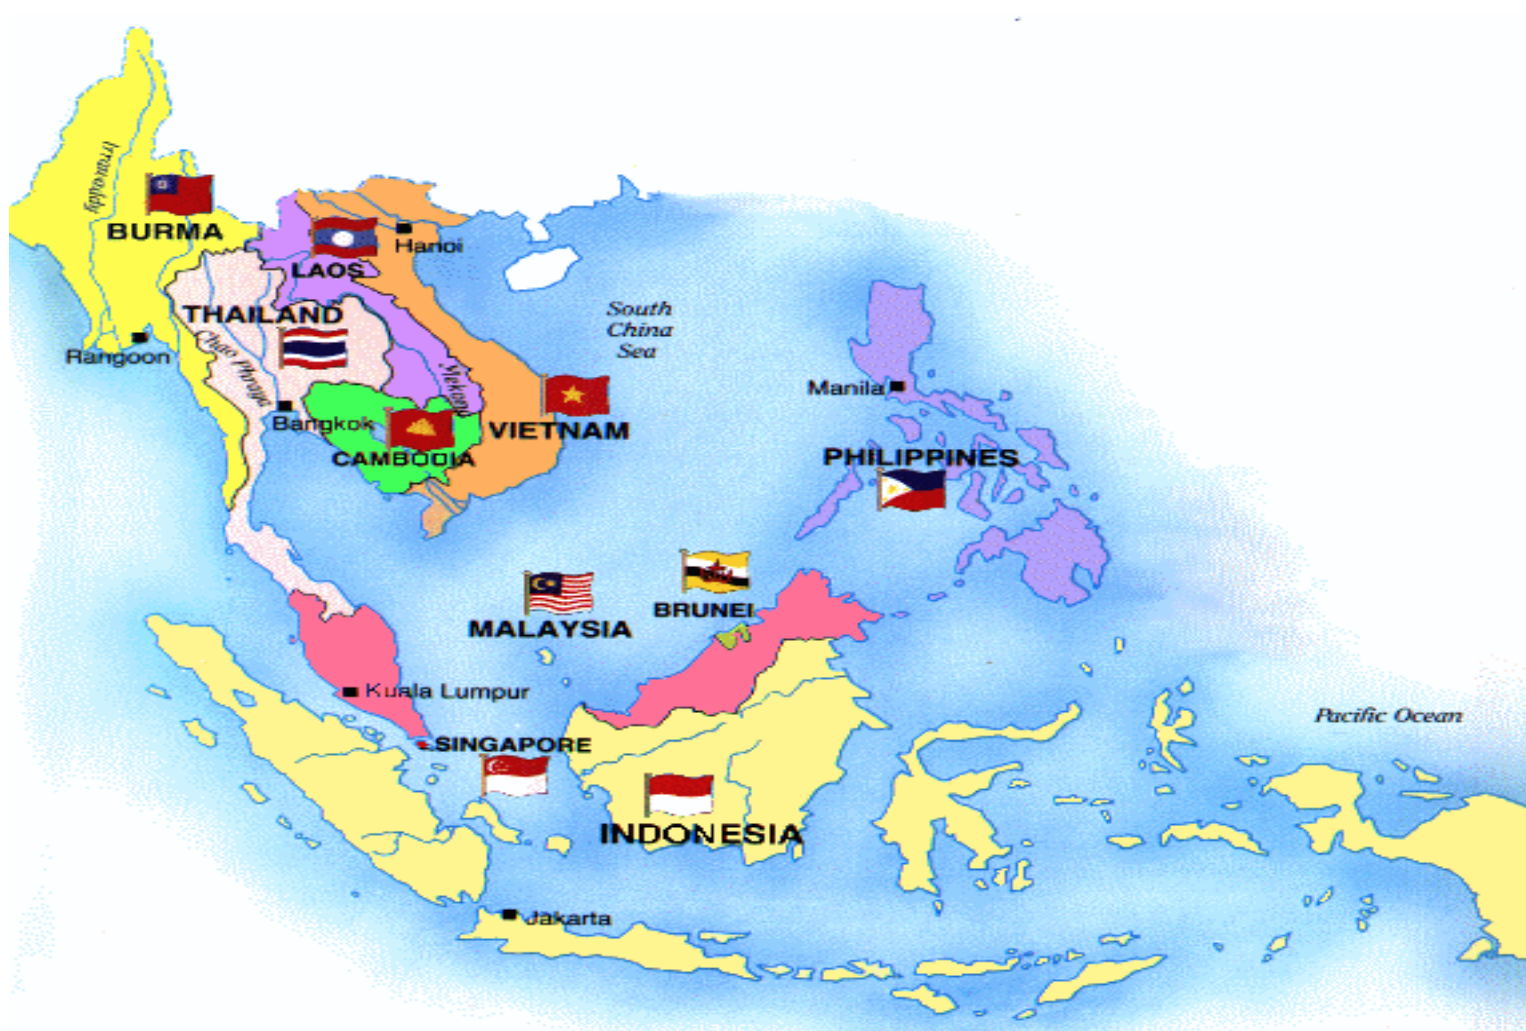 Irrawaddy
BURMA
Hanoi
LAOS
THAILAND
South
China
Sea
Rangoon
Chao Phraya
Mekong
Manila
Bangkok
VIETNAM
CAMBODIA
PHILIPPINES
BRUNEI
MALAYSIA
Kuala Lumpur
Pacific Ocean
SINGAPORE
INDONESIA
Jakarta